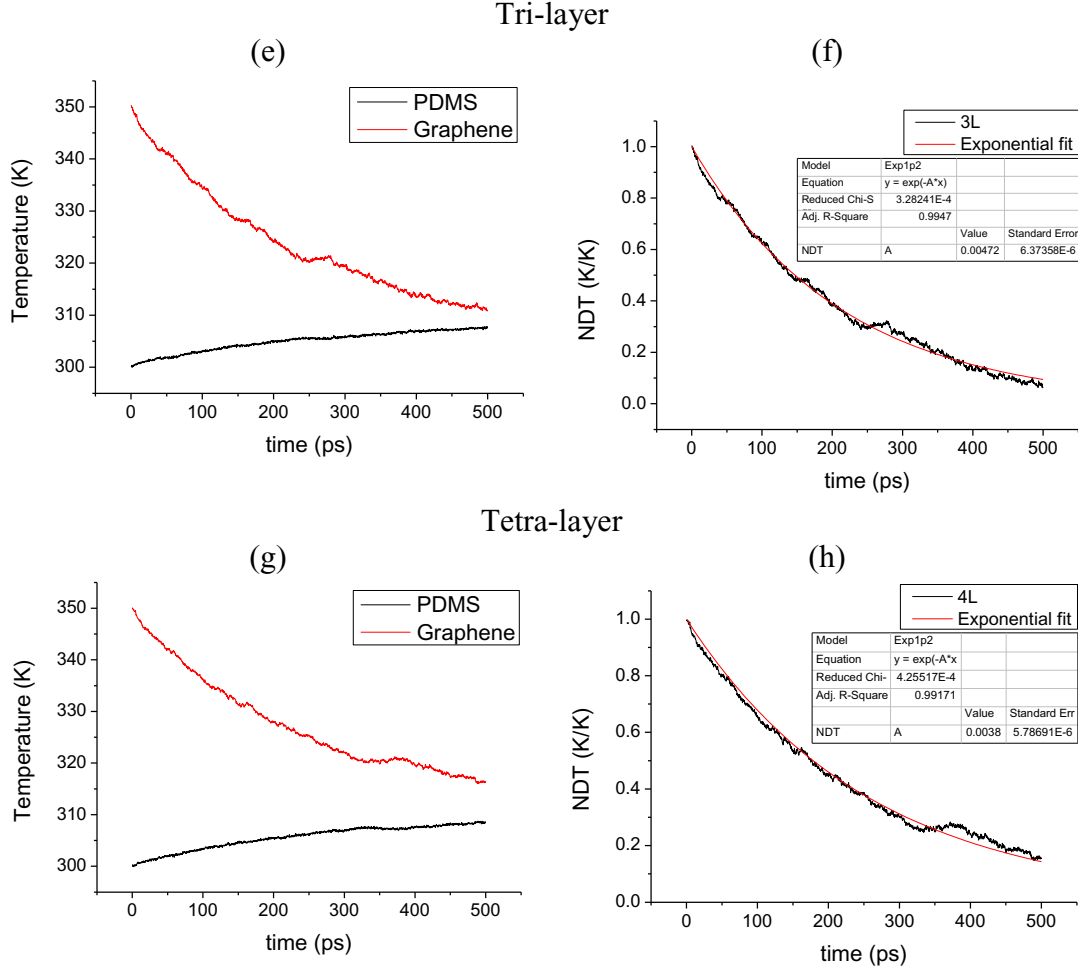 Tri-layer
(e)
(f)
350
340
330
320
310
300
0
100
200
300
400
500
Temperature (K)
time (ps)
PDMS
Graphene
1.0
0.8
0.6
0.4
0.2
0.0
0
100
200
300
400
500
NDT (K/K)
time (ps)
3L
Exponential fit
Model Exp1p2
Equation y = exp(-A*x)
Reduced Chi-S 3.28241E-4
Adj. R-Square 0.9947
Value Standard Error
NDT A 0.00472 6.37358E-6
Tetra-layer
(g)
(h)
350
340
330
320
310
300
0
100
200
300
400
500
Temperature (K)
time (ps)
PDMS
Graphene
1.0
0.8
0.6
0.4
0.2
0.0
0
100
200
300
400
500
NDT (K/K)
time (ps)
4L
Exponential fit
Model Exp1p2
Equation y = exp(-A*x
Reduced Chi- 4.25517E-4
Adj. R-Square 0.99171
Value Standard Err
NDT A 0.0038 5.78691E-6